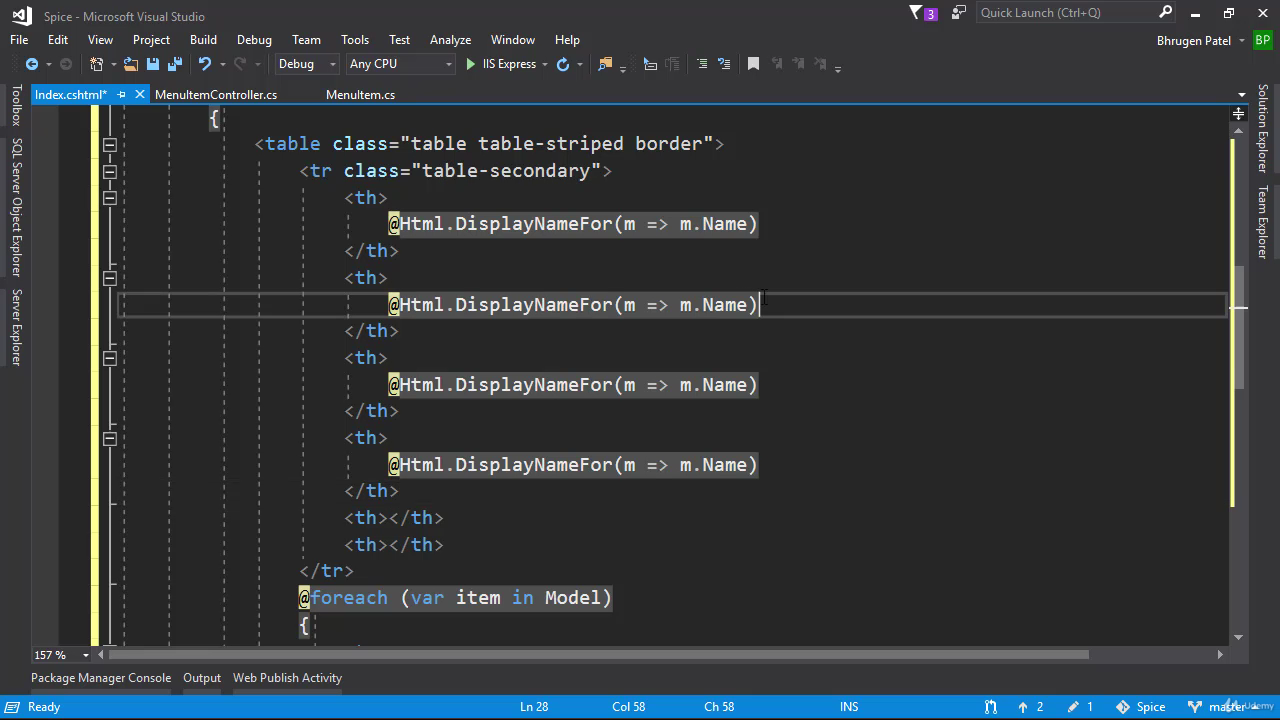 Spice - Microsoft Visual Studio
3
Quick Launch (Ctrl+Q)
File Edit View Project Build Debug Team Tools Test Analyze Window Help
Bhrugen Patel BP
Debug Any CPU IIS Express
Index.cshtml* MenuItemController.cs MenuItem.cs
Toolbox
SQL Server Object Explorer
Server Explorer
{
<table class="table table-striped border">
<tr class="table-secondary">
<th>
@Html.DisplayNameFor(m => m.Name)
</th>
<th>
@Html.DisplayNameFor(m => m.Name)
</th>
<th>
@Html.DisplayNameFor(m => m.Name)
</th>
<th>
@Html.DisplayNameFor(m => m.Name)
</th>
<th></th>
<th></th>
</tr>
@foreach (var item in Model)
{
Solution Explorer
Team Explorer
157 %
Package Manager Console Output Web Publish Activity
Ready Ln 28 Col 58 Ch 58 INS 2 1 Spice master
Udemy